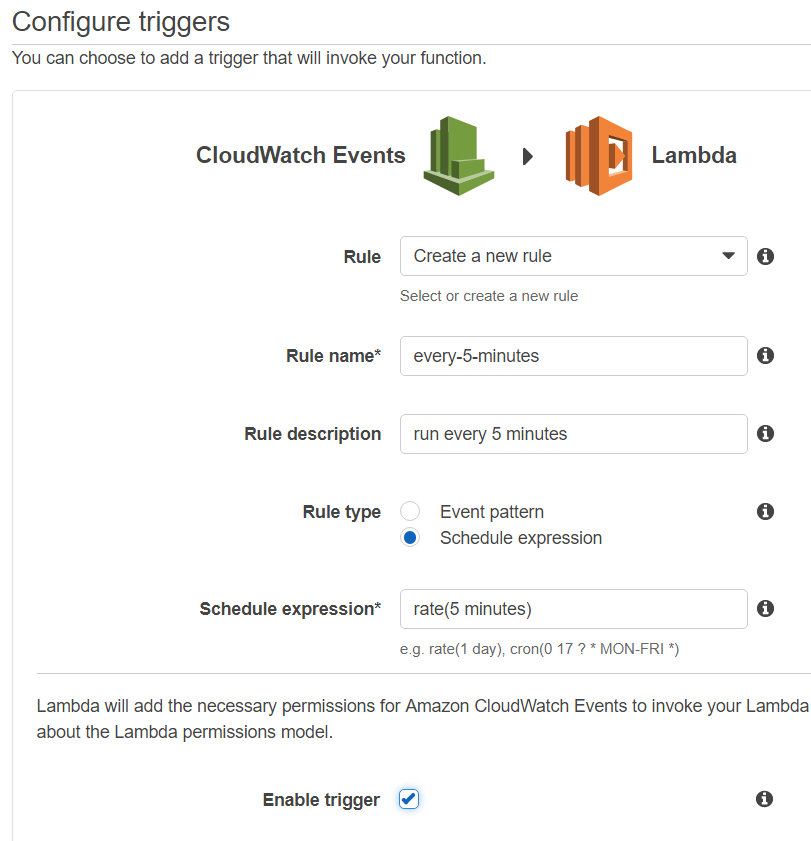 Configure triggers
You can choose to add a trigger that will invoke your function.
CloudWatch Events
Lambda
Rule
Create a new rule
Select or create a new rule
Rule name*
every-5-minutes
Rule description
run every 5 minutes
Rule type
Event pattern
Schedule expression
Schedule expression*
rate(5 minutes)
e.g. rate(1 day), cron(0 17 ? * MON-FRI *)
Lambda will add the necessary permissions for Amazon CloudWatch Events to invoke your Lambda
about the Lambda permissions model.
Enable trigger